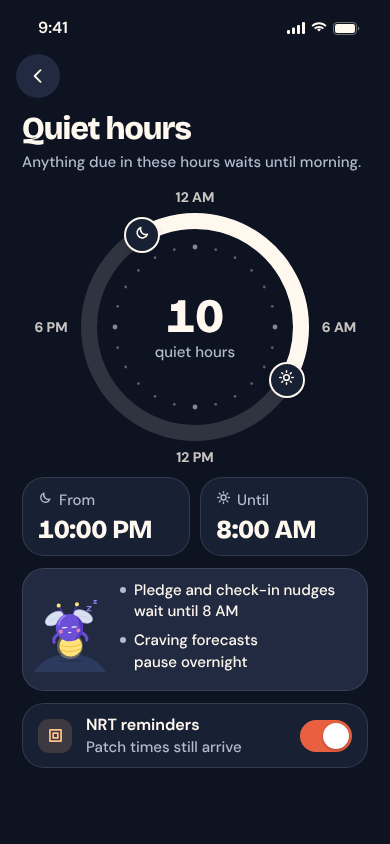 9:41
Quiet hours
Anything due in these hours waits until morning.
12 AM
6 PM
10
quiet hours
6 AM
12 PM
From
10:00 PM
Until
8:00 AM
z z
Pledge and check-in nudges
wait until 8 AM
Craving forecasts
pause overnight
NRT reminders
Patch times still arrive